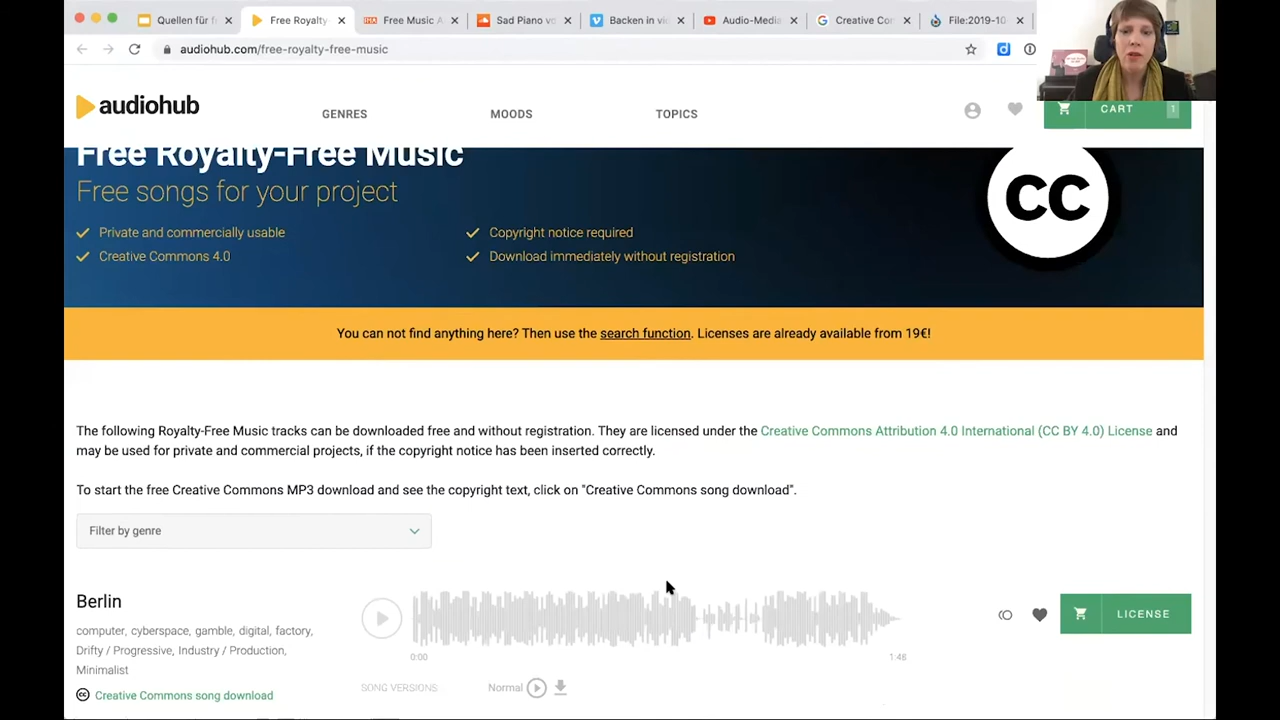 Quellen für f
Free Royalty-
Free Music A
Sad Piano vo
Backen in vi
Audio-Media
Creative Co
File:2019-10
audiohub.com/free-royalty-free-music
audiohub
GENRES
MOODS
TOPICS
CART 1
Free Royalty-Free Music
Free songs for your project
Private and commercially usable
Copyright notice required
Creative Commons 4.0
Download immediately without registration
CC
You can not find anything here? Then use the search function. Licenses are already available from 19€!
The following Royalty-Free Music tracks can be downloaded free and without registration. They are licensed under the Creative Commons Attribution 4.0 International (CC BY 4.0) License and
may be used for private and commercial projects, if the copyright notice has been inserted correctly.
To start the free Creative Commons MP3 download and see the copyright text, click on "Creative Commons song download".
Filter by genre
Berlin
computer, cyberspace, gamble, digital, factory,
Drifty / Progressive, Industry / Production,
Minimalist
cc Creative Commons song download
0:00
1:46
SONG VERSIONS
Normal
LICENSE